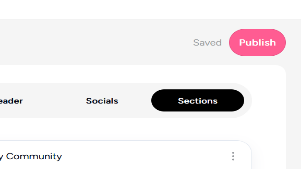 Saved Publish
eader Socials Sections
y Community